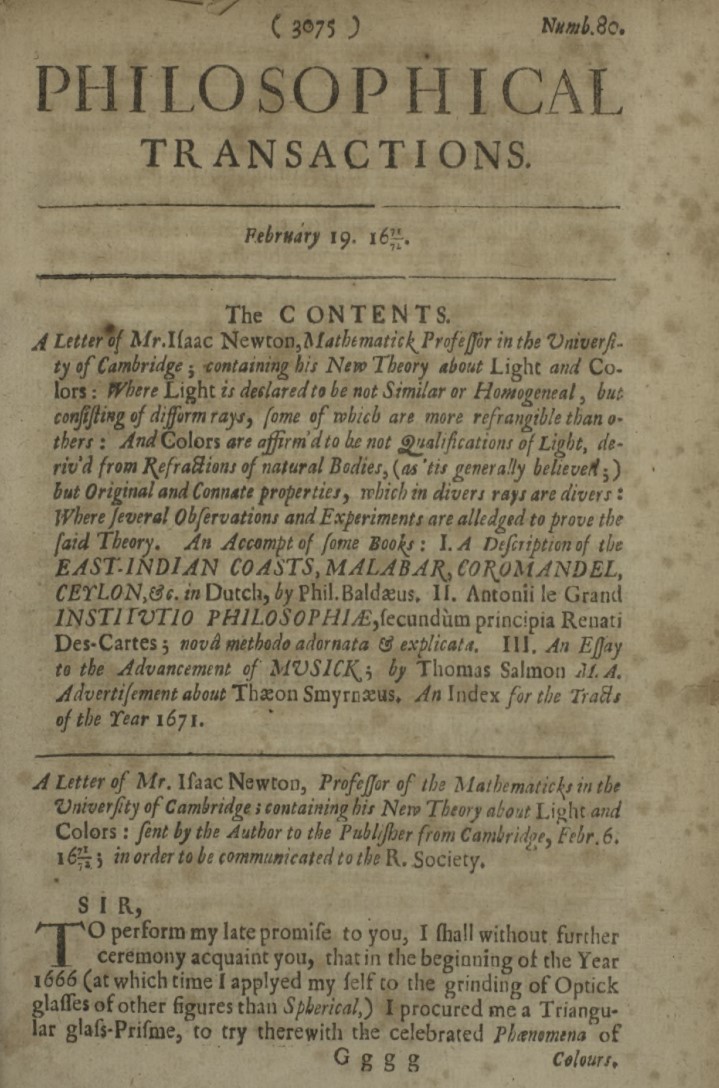 ( 3075 ) Numb.80.
PHILOSOPHICAL
TRANSACTIONS.
February 19. 16 71/72.
The CONTENTS.
A Letter of Mr. Iſaac Newton, Mathematick Profeſſor in the Univerſi-
ty of Cambridge ; containing his New Theory about Light and Co-
lors : Where Light is declared to be not Similar or Homogeneal, but
conſiſting of difform rays, ſome of which are more refrangible than o-
thers : And Colors are affirm'd to be not Qualifications of Light, de-
riv'd from Refractions of natural Bodies, (as 'tis generally believed ;)
but Original and Connate properties, which in divers rays are divers :
Where ſeveral Obſervations and Experiments are alledged to prove the
ſaid Theory. An Accompt of ſome Books : I. A Deſcription of the
EAST-INDIAN COASTS, MALABAR, COROMANDEL,
CEYLON, &c. in Dutch, by Phil. Baldæus. II. Antonii le Grand
INSTITVTIO PHILOSOPHIÆ, ſecundùm principia Renati
Des-Cartes ; novâ methodo adornata & explicata. III. An Eſſay
to the Advancement of MVSICK ; by Thomas Salmon M. A.
Advertiſement about Thæon Smyrnæus. An Index for the Tracts
of the Year 1671.
A Letter of Mr. Iſaac Newton, Profeſſor of the Mathematicks in the
Univerſity of Cambridge ; containing his New Theory about Light and
Colors : ſent by the Author to the Publiſher from Cambridge, Febr. 6.
16 71/72 ; in order to be communicated to the R. Society.
SIR,
TO perform my late promiſe to you, I ſhall without further
ceremony acquaint you, that in the beginning of the Year
1666 (at which time I applyed my ſelf to the grinding of Optick
glaſſes of other figures than Spherical,) I procured me a Triangu-
lar glaſs-Priſme, to try therewith the celebrated Phænomena of
Gggg Colours.